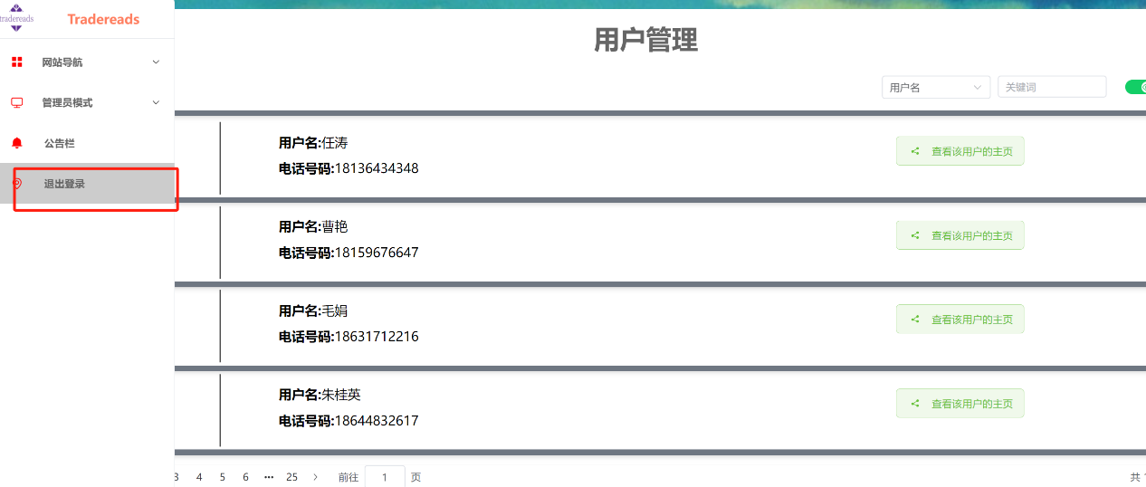 tradereads
Tradereads
网站导航
管理员模式
公告栏
退出登录
用户管理
用户名
关键词
用户名:任涛
电话号码:18136434348
查看该用户的主页
用户名:曹艳
电话号码:18159676647
查看该用户的主页
用户名:毛娟
电话号码:18631712216
查看该用户的主页
用户名:朱桂英
电话号码:18644832617
查看该用户的主页
3 4 5 6 ••• 25 > 前往 1 页
共